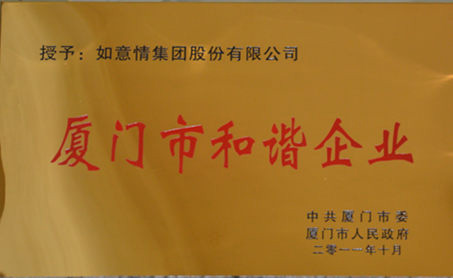 授予：如意情集团股份有限公司
厦门市和谐企业
中共厦门市委
厦门市人民政府
二零一一年十月